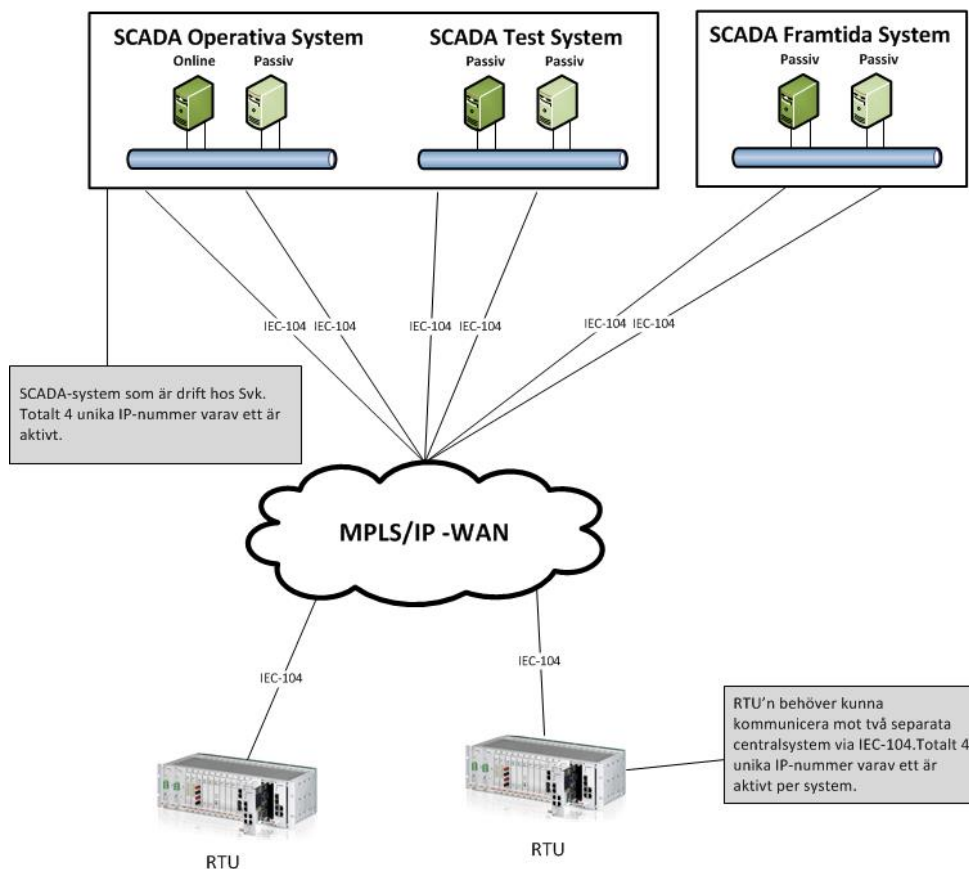 SCADA Operativa System
Online Passiv
SCADA Test System
Passiv Passiv
SCADA Framtida System
Passiv Passiv
IEC-104 IEC-104 IEC-104 IEC-104 IEC-104 IEC-104
SCADA-system som är drift hos Svk.
Totalt 4 unika IP-nummer varav ett är
aktivt.
MPLS/IP -WAN
IEC-104
IEC-104
RTU'n behöver kunna
kommunicera mot två separata
centralsystem via IEC-104.Totalt 4
unika IP-nummer varav ett är
aktivt per system.
RTU
RTU